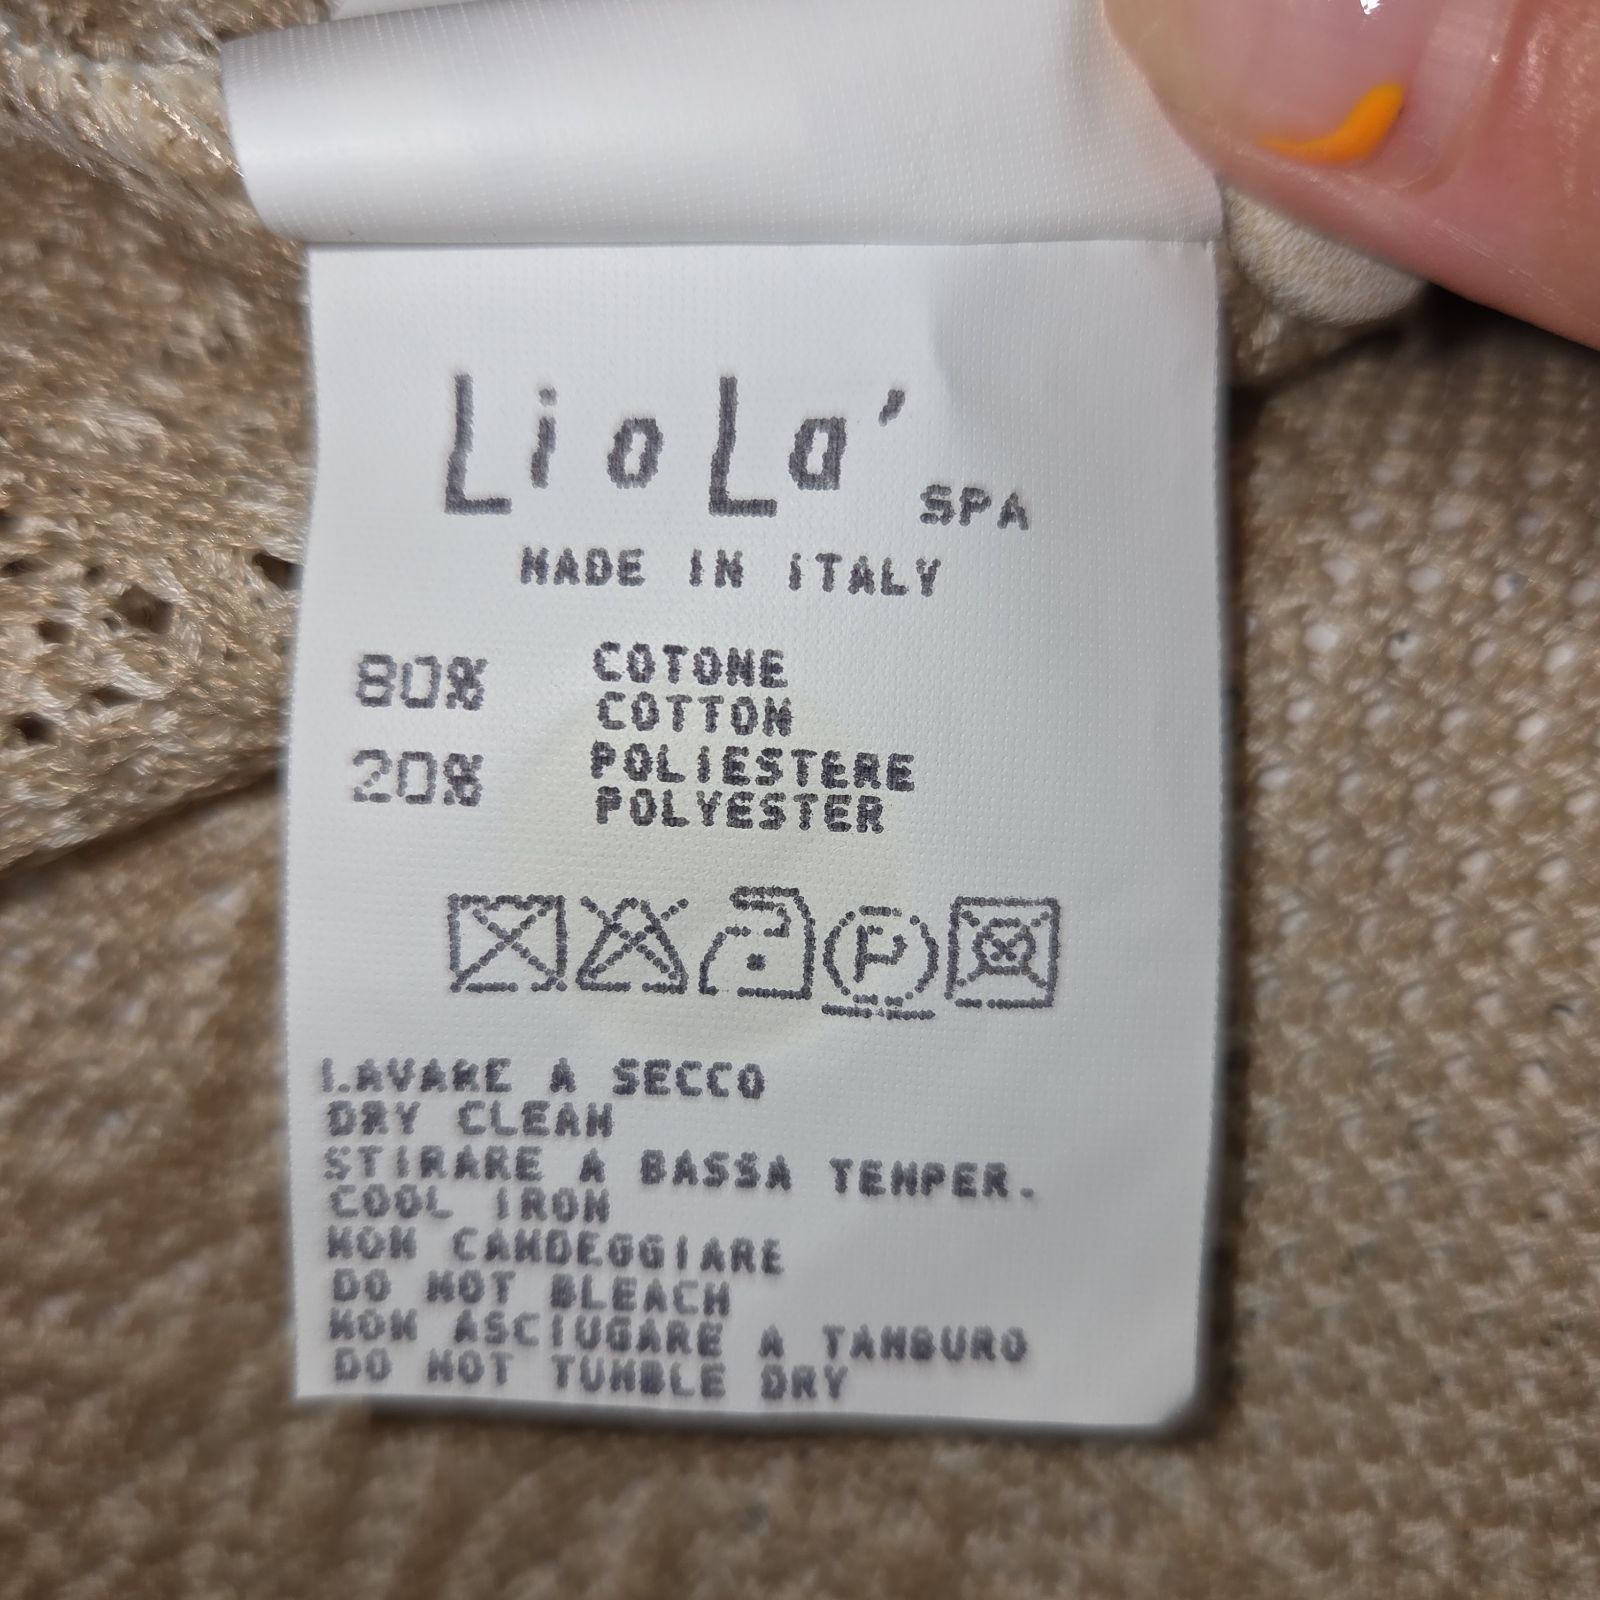 LioLa' SPA
MADE IN ITALY
80% COTONE
COTTON
20% POLIESTERE
POLYESTER
P
LAVARE A SECCO
DRY CLEAN
STIRARE A BASSA TEMPER.
COOL IRON
NON CANDEGGIARE
DO NOT BLEACH
NON ASCIUGARE A TAMBURO
DO NOT TUMBLE DRY